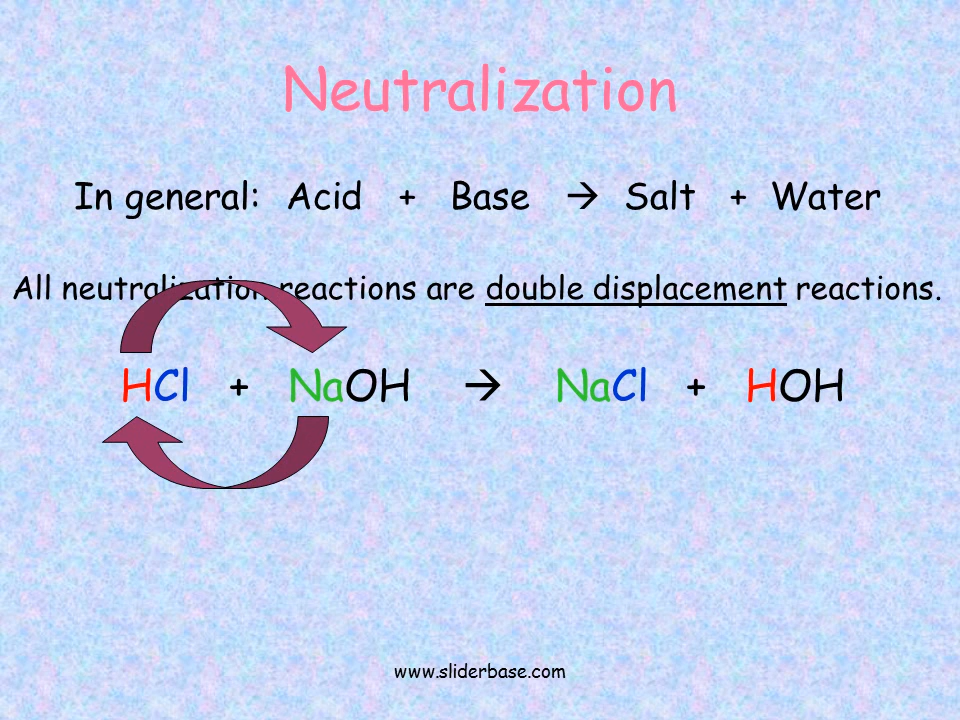 Neutralization
In general: Acid + Base → Salt + Water
All neutralization reactions are double displacement reactions.
HCl + NaOH → NaCl + HOH
www.sliderbase.com